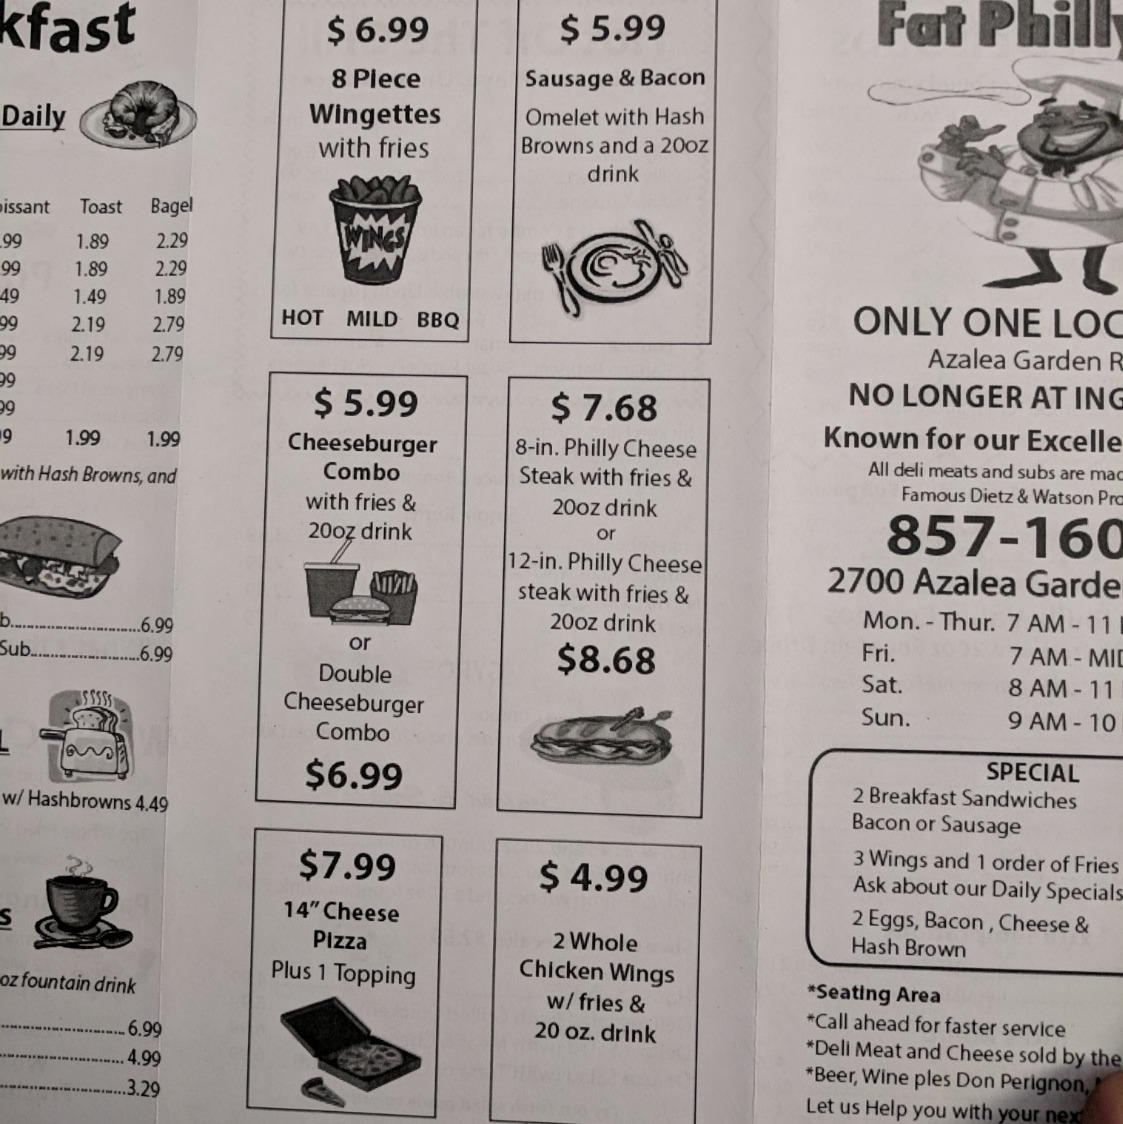 kfast
Daily
issant Toast Bagel
.99 1.89 2.29
99 1.89 2.29
49 1.49 1.89
99 2.19 2.79
99 2.19 2.79
99
99
9 1.99 1.99
with Hash Browns, and
b..............................6.99
Sub.........................6.99
L
w/ Hashbrowns 4.49
s
oz fountain drink
..............................6.99
..............................4.99
..............................3.29
$ 6.99
8 Piece
Wingettes
with fries
WINGS
HOT MILD BBQ
$ 5.99
Sausage & Bacon
Omelet with Hash
Browns and a 20oz
drink
$ 5.99
Cheeseburger
Combo
with fries &
20oz drink
or
Double
Cheeseburger
Combo
$6.99
$ 7.68
8-in. Philly Cheese
Steak with fries &
20oz drink
or
12-in. Philly Cheese
steak with fries &
20oz drink
$8.68
$7.99
14" Cheese
Pizza
Plus 1 Topping
$ 4.99
2 Whole
Chicken Wings
w/ fries &
20 oz. drink
Fat Philly
ONLY ONE LOC
Azalea Garden R
NO LONGER AT ING
Known for our Excelle
All deli meats and subs are mad
Famous Dietz & Watson Pro
857-160
2700 Azalea Garde
Mon. - Thur. 7 AM - 11
Fri. 7 AM - MID
Sat. 8 AM - 11
Sun. 9 AM - 10
SPECIAL
2 Breakfast Sandwiches
Bacon or Sausage
3 Wings and 1 order of Fries
Ask about our Daily Specials
2 Eggs, Bacon , Cheese &
Hash Brown
*Seating Area
*Call ahead for faster service
*Deli Meat and Cheese sold by the
*Beer, Wine ples Don Perignon,
Let us Help you with your nex